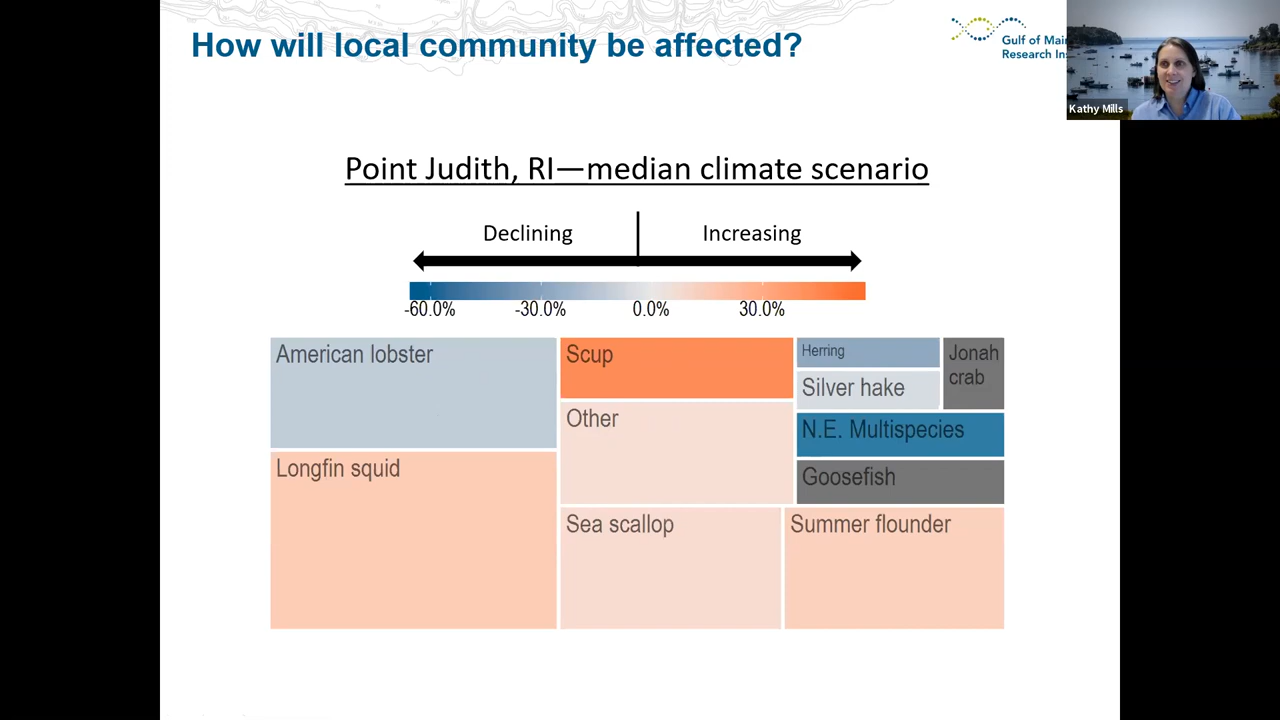 How will local community be affected?
Gulf of Main
Research Ins
Kathy Mills
Point Judith, RI—median climate scenario
Declining
Increasing
-60.0%
-30.0%
0.0%
30.0%
American lobster
Scup
Herring
Jonah
crab
Silver hake
Other
N.E. Multispecies
Longfin squid
Goosefish
Sea scallop
Summer flounder